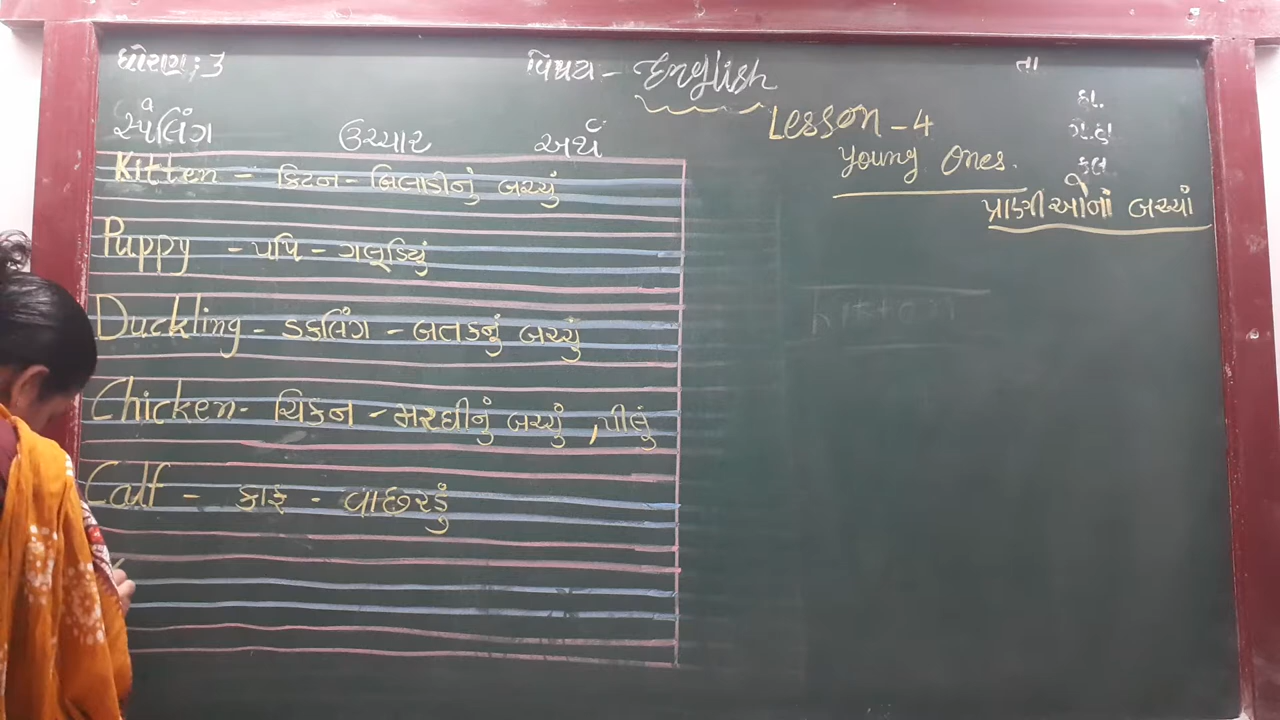 ધોરણ: 3 વિષય - English તા
હા.
ગે.હા
કુલ
Lesson - 4
Young Ones.
પ્રાણીઓનાં બચ્ચાં
સ્પેલિંગ ઉચ્ચાર અર્થ
Kitten - કિટન - બિલાડીનું બચ્ચું
Puppy - પપિ - ગલૂડિયું
Duckling - ડકલિંગ - બતકનું બચ્ચું
Chicken - ચિકન - મરઘીનું બચ્ચું, પીલું
Calf - કાફ - વાછરડું